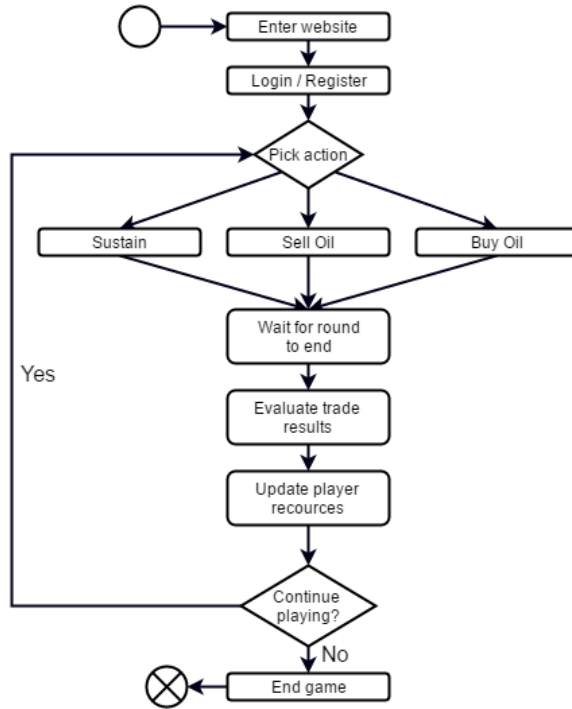 Enter website
Login / Register
Pick action
Sustain
Sell Oil
Buy Oil
Wait for round
to end
Yes
Evaluate trade
results
Update player
recources
Continue
playing?
No
End game